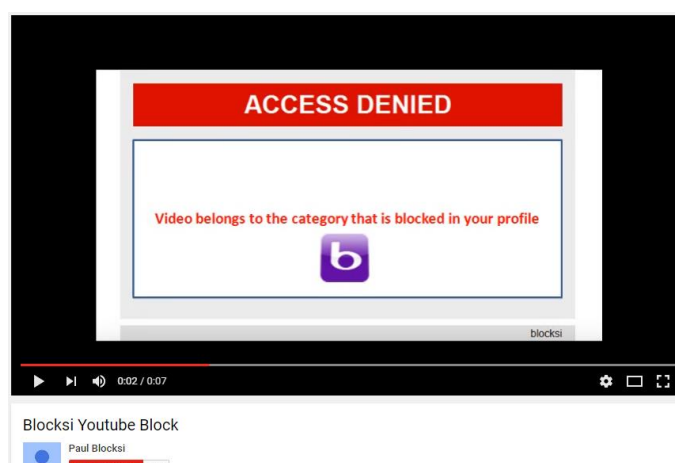 ACCESS DENIED
Video belongs to the category that is blocked in your profile
b
blocksi
0:02 / 0:07
Blocksi Youtube Block
Paul Blocksi